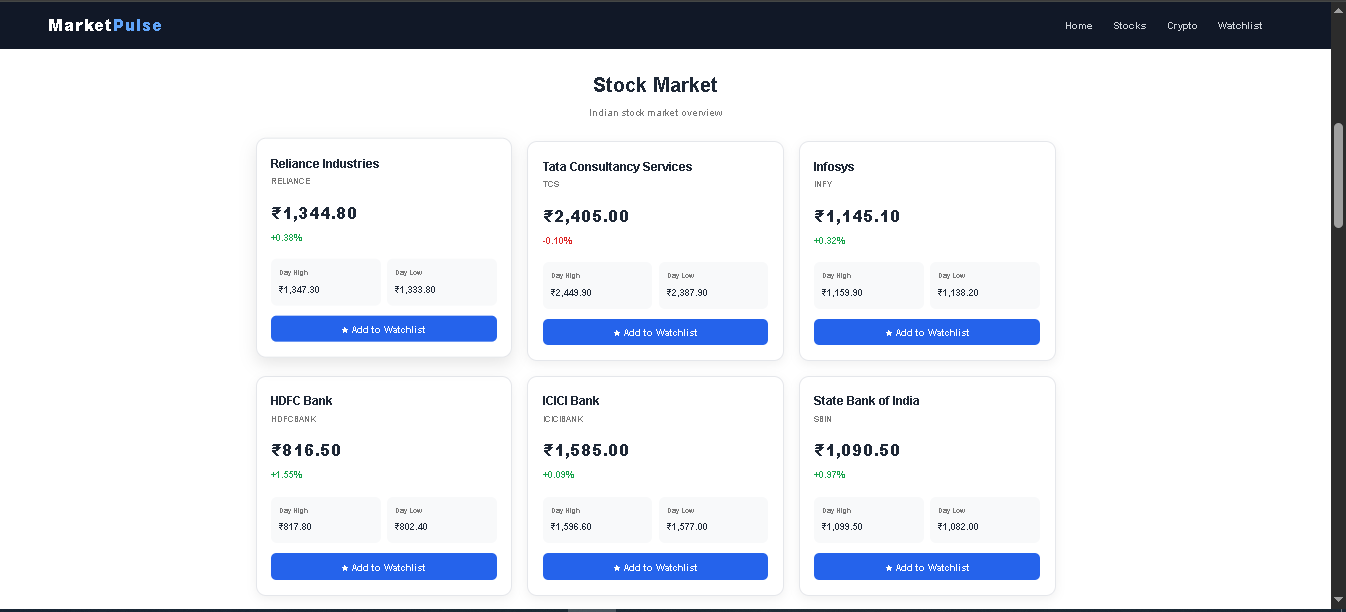 MarketPulse
Home Stocks Crypto Watchlist
Stock Market
Indian stock market overview
Reliance Industries
RELIANCE
₹1,344.80
+0.38%
Day High
₹1,347.30
Day Low
₹1,333.80
★ Add to Watchlist
Tata Consultancy Services
TCS
₹2,405.00
-0.10%
Day High
₹2,449.90
Day Low
₹2,387.90
★ Add to Watchlist
Infosys
INFY
₹1,145.10
+0.32%
Day High
₹1,159.90
Day Low
₹1,138.20
★ Add to Watchlist
HDFC Bank
HDFCBANK
₹816.50
+1.55%
Day High
₹817.80
Day Low
₹802.40
★ Add to Watchlist
ICICI Bank
ICICIBANK
₹1,585.00
+0.09%
Day High
₹1,596.60
Day Low
₹1,577.00
★ Add to Watchlist
State Bank of India
SBIN
₹1,090.50
+0.97%
Day High
₹1,099.50
Day Low
₹1,082.00
★ Add to Watchlist